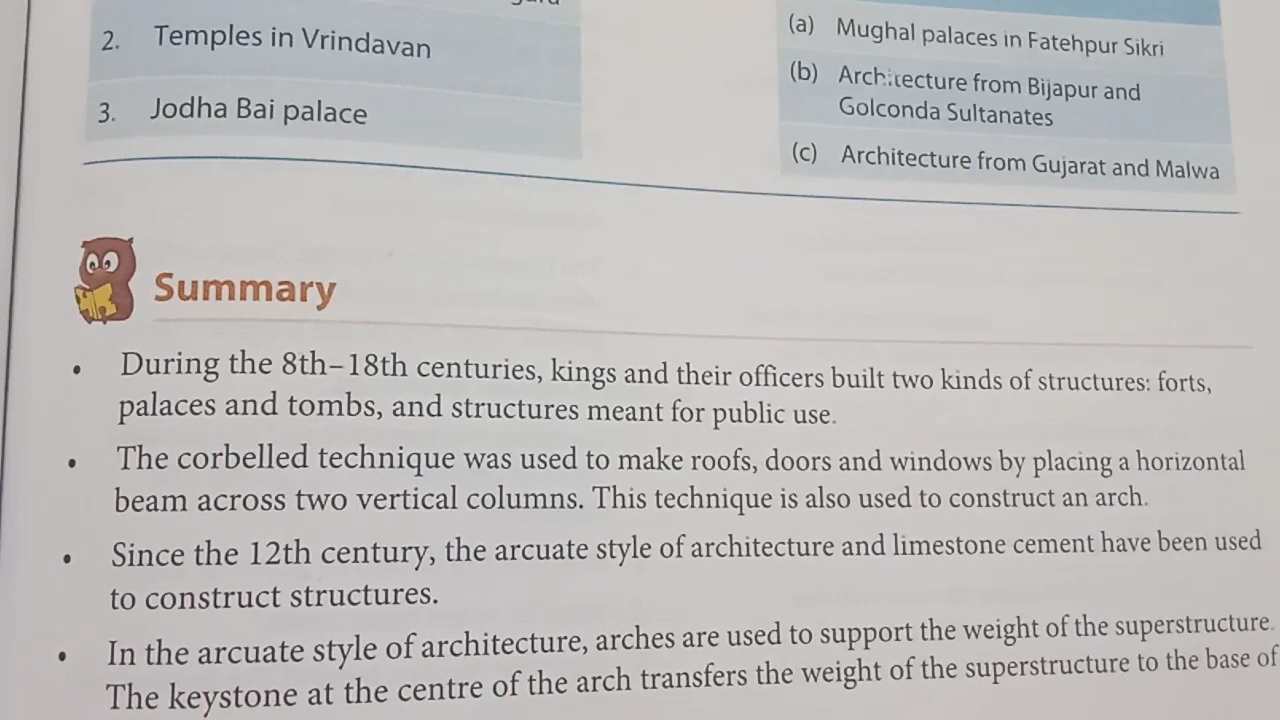 2. Temples in Vrindavan
3. Jodha Bai palace
(a) Mughal palaces in Fatehpur Sikri
(b) Architecture from Bijapur and
Golconda Sultanates
(c) Architecture from Gujarat and Malwa
Summary
• During the 8th–18th centuries, kings and their officers built two kinds of structures: forts,
palaces and tombs, and structures meant for public use.
• The corbelled technique was used to make roofs, doors and windows by placing a horizontal
beam across two vertical columns. This technique is also used to construct an arch.
• Since the 12th century, the arcuate style of architecture and limestone cement have been used
to construct structures.
• In the arcuate style of architecture, arches are used to support the weight of the superstructure.
The keystone at the centre of the arch transfers the weight of the superstructure to the base of